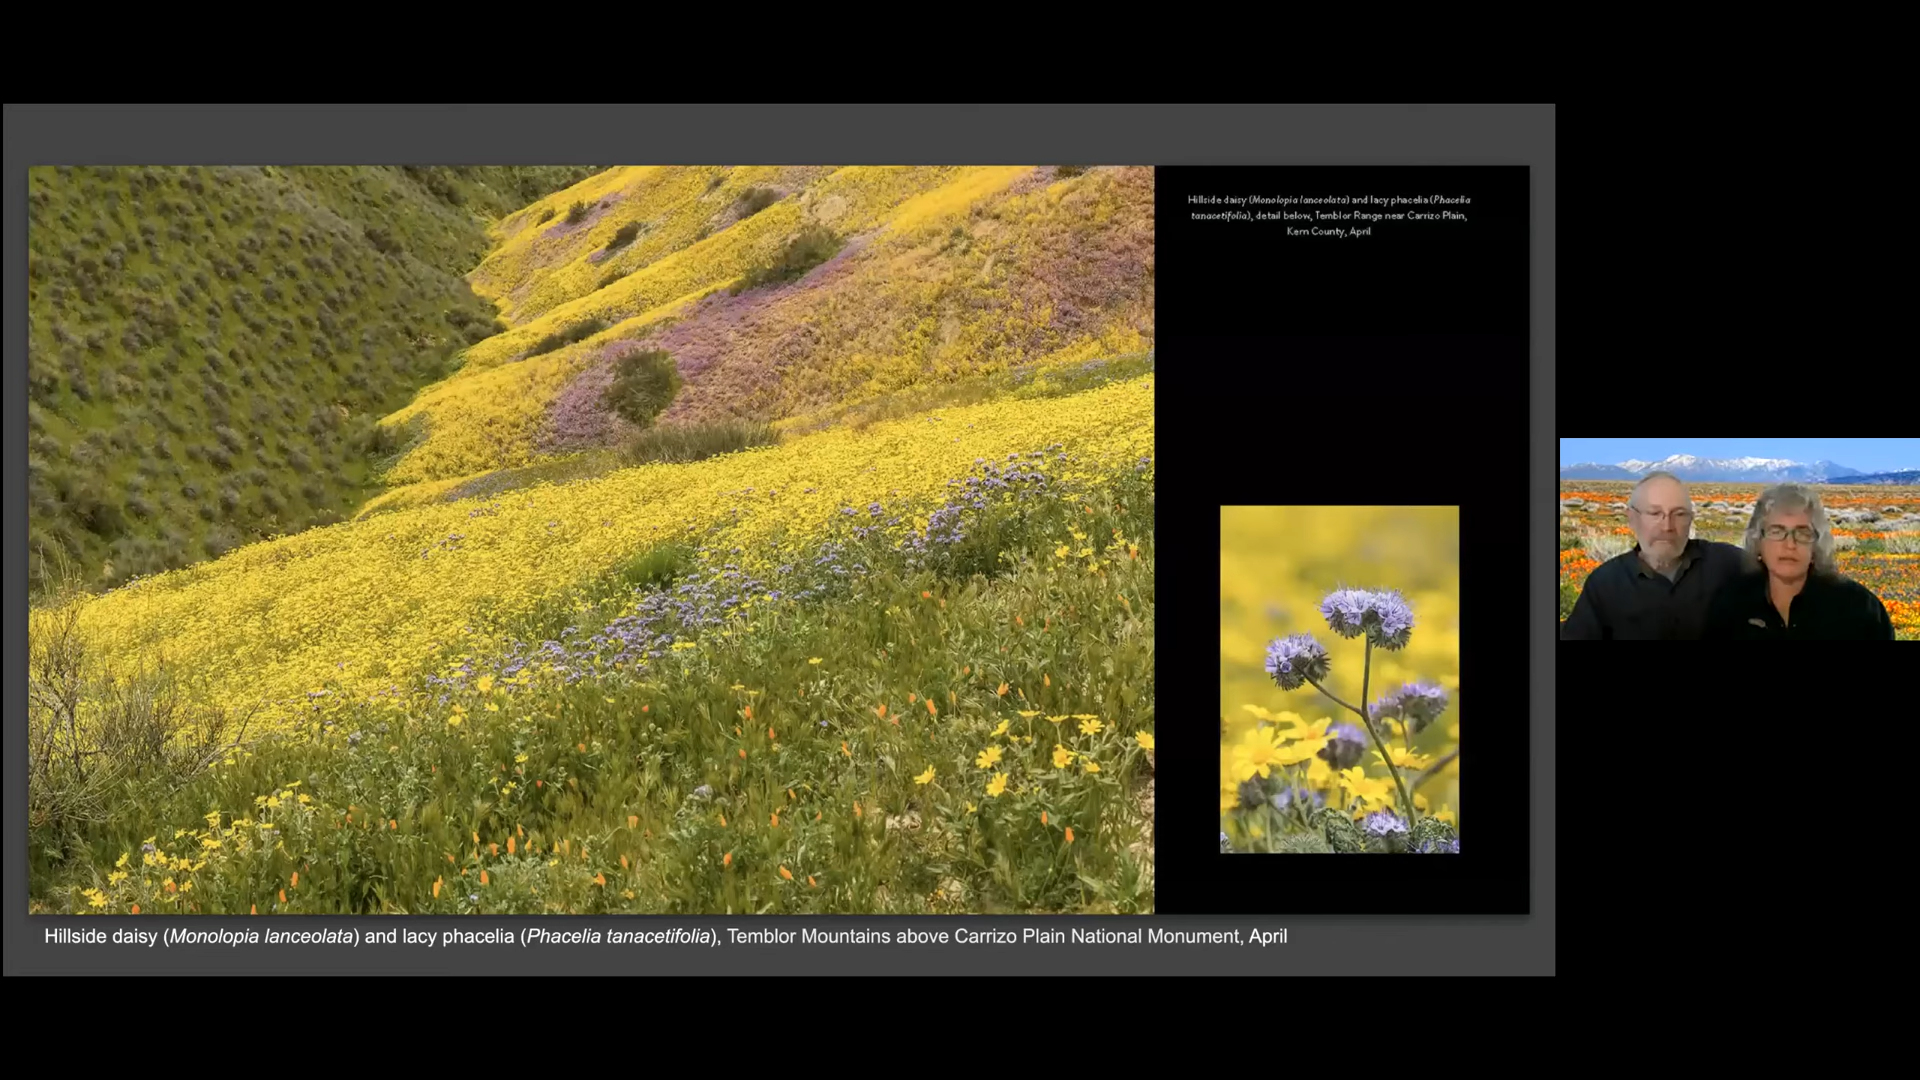 Hillside daisy (Monolopia lanceolata) and lacy phacelia (Phacelia
tanacetifolia), detail below, Temblor Range near Carrizo Plain,
Kern County, April
Hillside daisy (Monolopia lanceolata) and lacy phacelia (Phacelia tanacetifolia), Temblor Mountains above Carrizo Plain National Monument, April